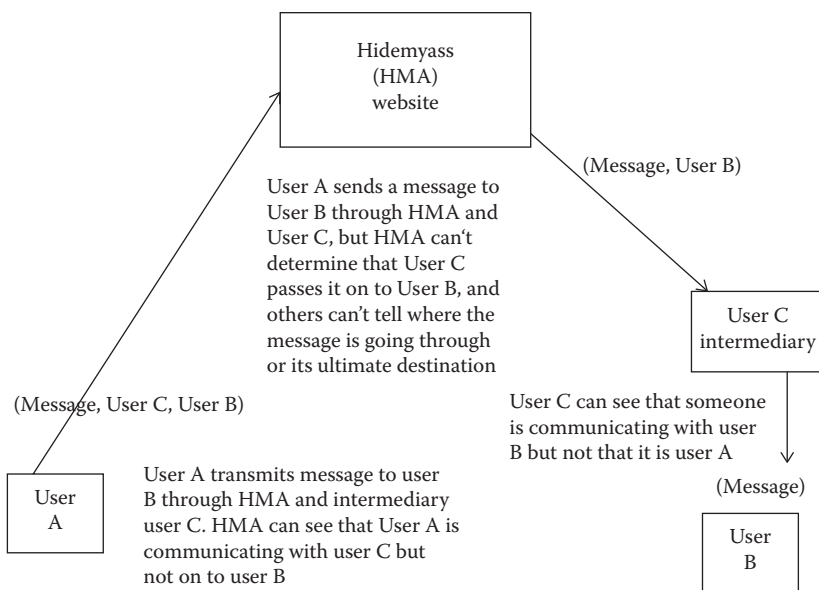 Hidemyass
(HMA)
website
(Message, User B)
User A sends a message to
User B through HMA and
User C, but HMA can‘t
determine that User C
passes it on to User B, and
others can’t tell where the
message is going through
or its ultimate destination
User C
intermediary
(Message, User C, User B)
User C can see that someone
is communicating with user
B but not that it is user A
User
A
User A transmits message to user
B through HMA and intermediary
user C. HMA can see that User A is
communicating with user C but
not on to user B
(Message)
User
B